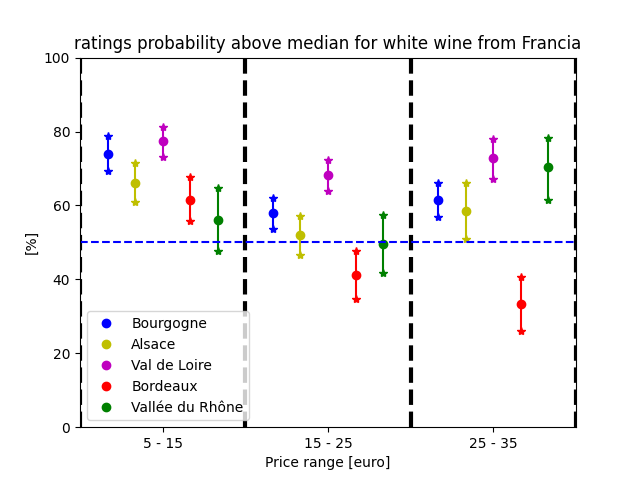 ratings probability above median for white wine from Francia
100
80
60
40
20
0
[%]
Bourgogne
Alsace
Val de Loire
Bordeaux
Vallée du Rhône
5 - 15
15 - 25
25 - 35
Price range [euro]